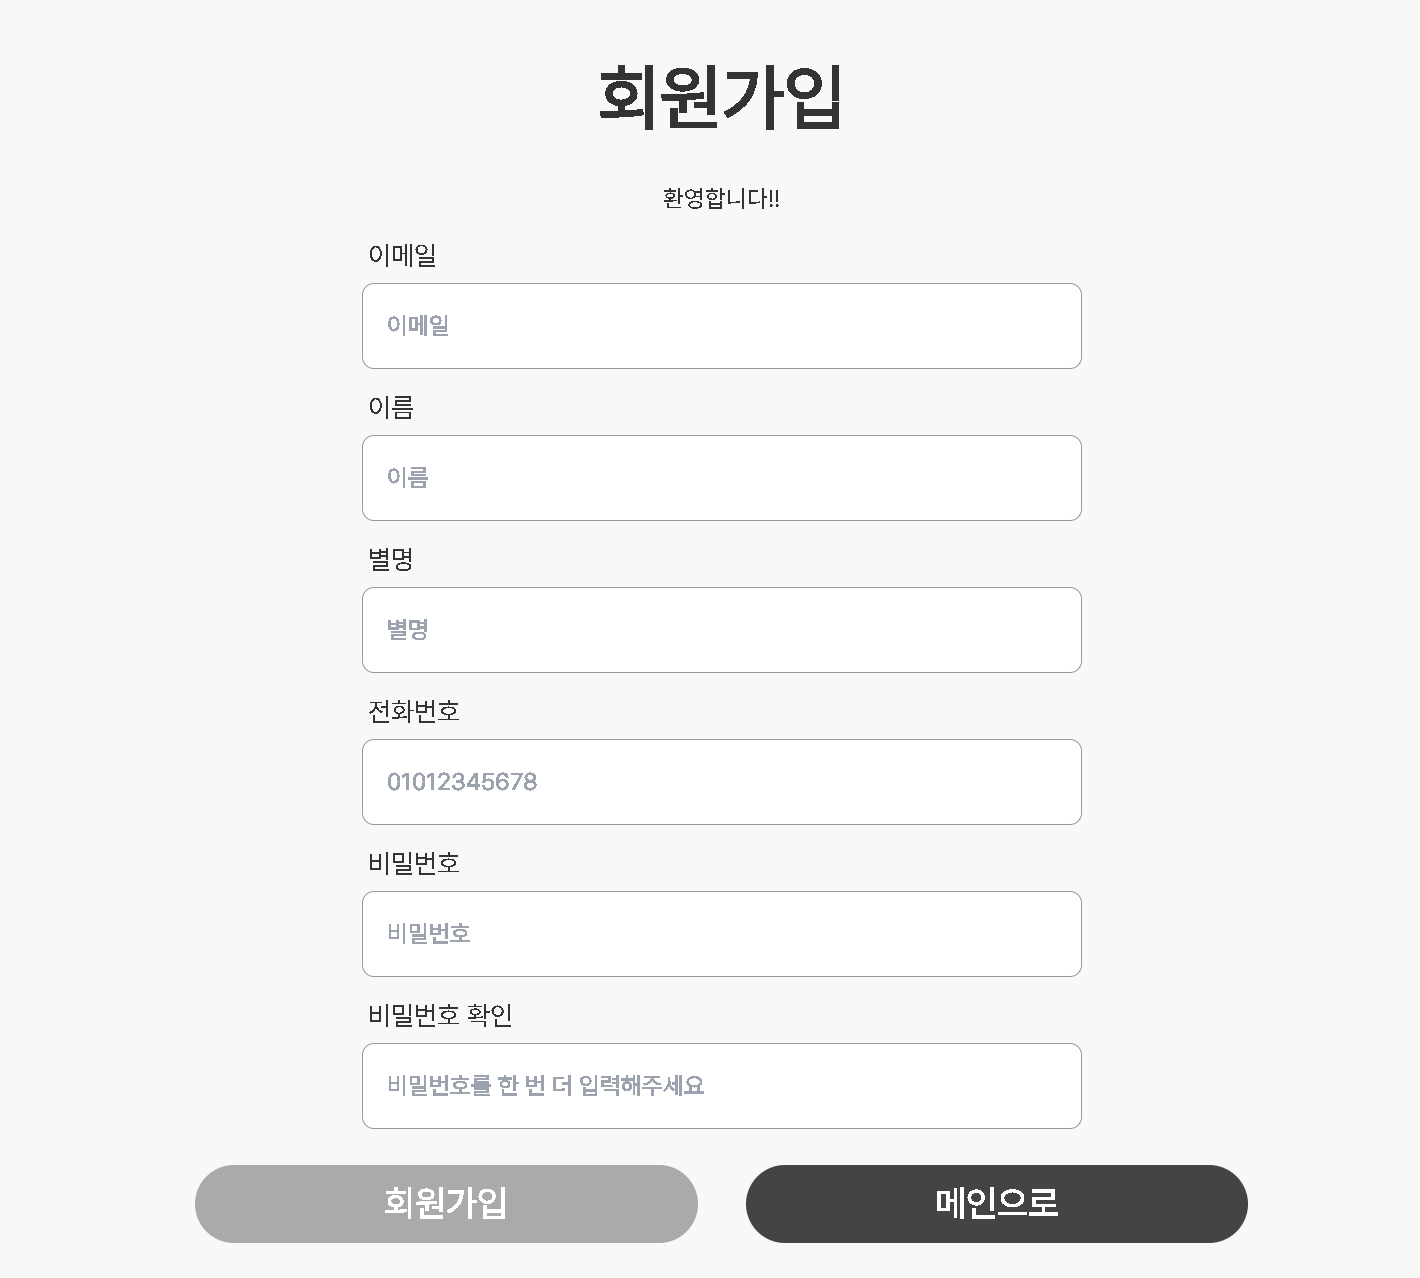 회원가입
환영합니다!!
이메일
이메일
이름
이름
별명
별명
전화번호
01012345678
비밀번호
비밀번호
비밀번호 확인
비밀번호를 한 번 더 입력해주세요
회원가입 메인으로